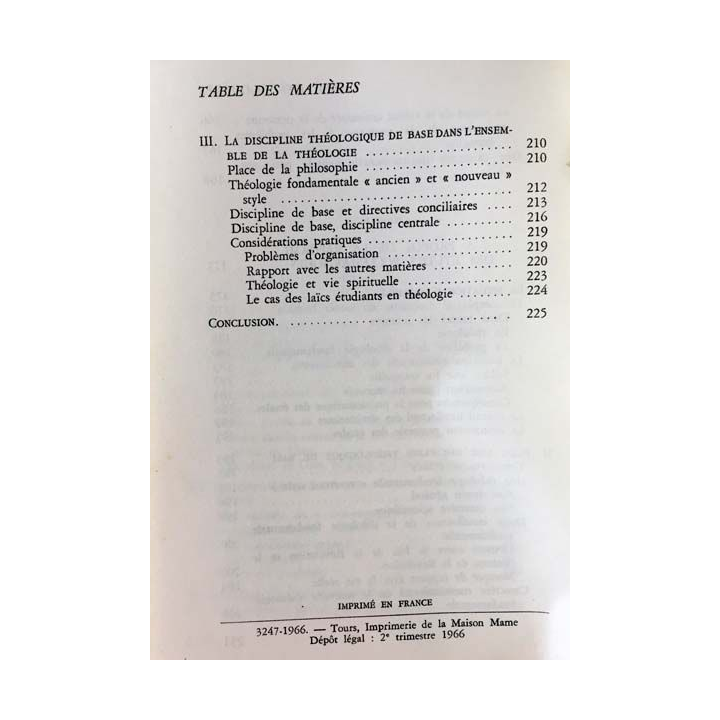 TABLE DES MATIÈRES
III. LA DISCIPLINE THÉOLOGIQUE DE BASE DANS L'ENSEM-
BLE DE LA THÉOLOGIE ...................... 210
Place de la philosophie ...................... 210
Théologie fondamentale « ancien » et « nouveau »
style .................................. 212
Discipline de base et directives conciliaires .... 213
Discipline de base, discipline centrale .......... 216
Considérations pratiques ...................... 219
Problèmes d'organisation .................... 219
Rapport avec les autres matières ............ 220
Théologie et vie spirituelle ................ 223
Le cas des laïcs étudiants en théologie ........ 224
CONCLUSION. ...................... .......... . 225
IMPRIMÉ EN FRANCE
3247-1966. — Tours, Imprimerie de la Maison Mame
Dépôt légal : 2e trimestre 1966